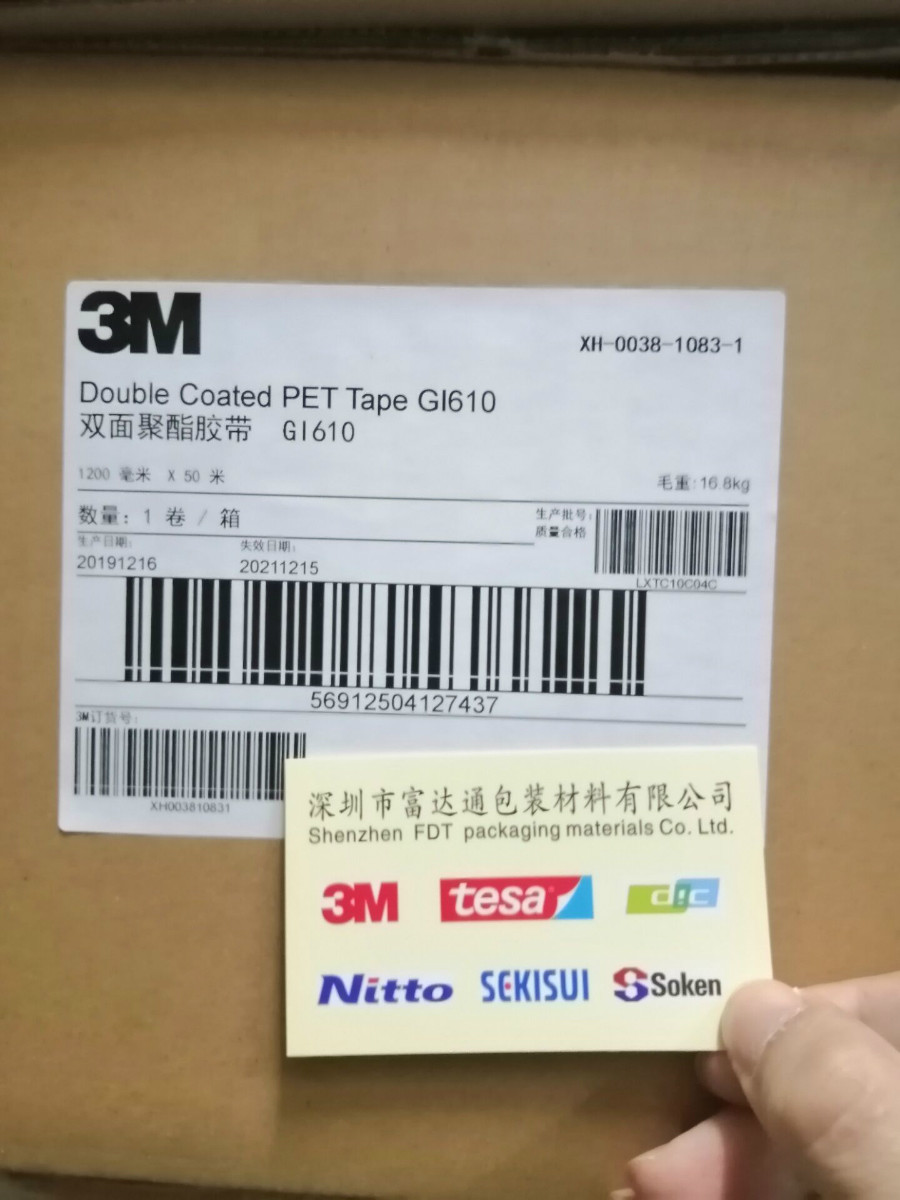 3M
XH-0038-1083-1
Double Coated PET Tape GI610
双面聚酯胶带 GI610
1200 毫米 X 50 米
毛重:16.8kg
数量: 1 卷 / 箱
生产批号:
质量合格
生产日期:
失效日期:
20191216
20211215
LXTC10C04C
56912504127437
3M订货号:
XH003810831
深圳市富达通包装材料有限公司
Shenzhen FDT packaging materials Co. Ltd.
3M tesa dic
Nitto SEKISUI Soken